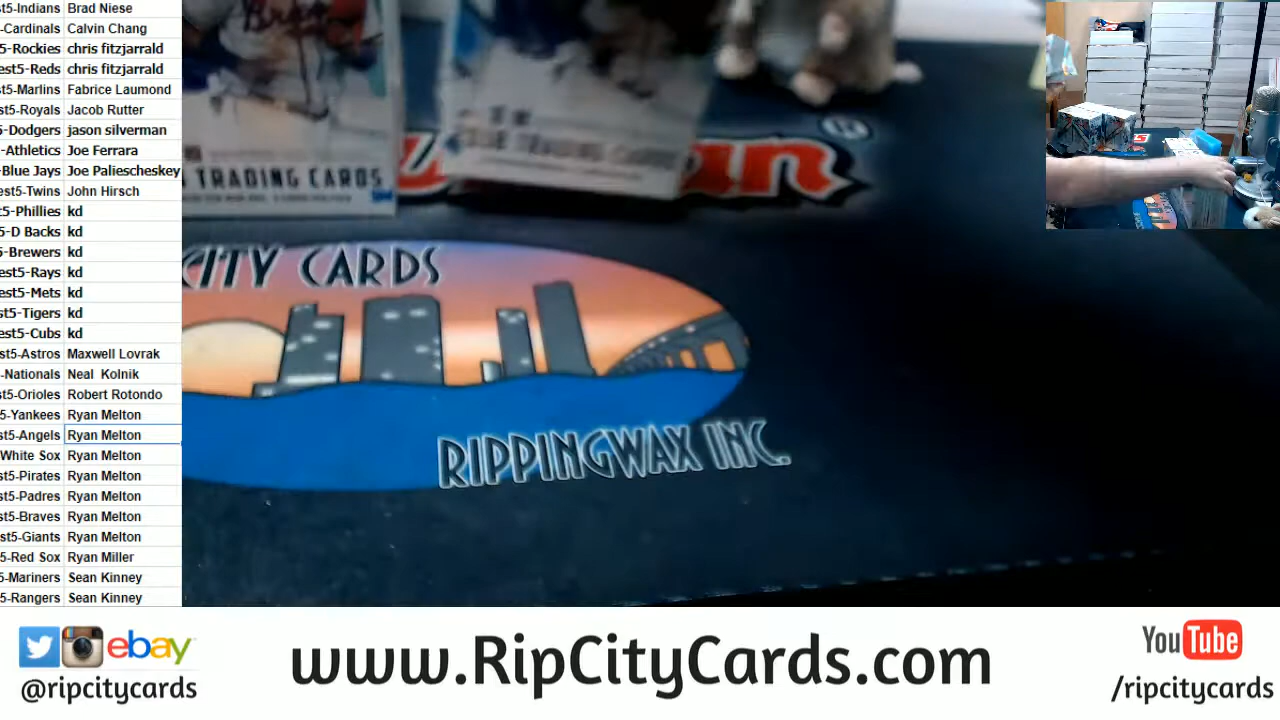 st5-Indians Brad Niese
-Cardinals Calvin Chang
5-Rockies chris fitzjarrald
est5-Reds chris fitzjarrald
est5-Marlins Fabrice Laumond
st5-Royals Jacob Rutter
5-Dodgers jason silverman
-Athletics Joe Ferrara
-Blue Jays Joe Paliescheskey
est5-Twins John Hirsch
t5-Phillies kd
t5-D Backs kd
5-Brewers kd
est5-Rays kd
est5-Mets kd
st5-Tigers kd
est5-Cubs kd
st5-Astros Maxwell Lovrak
-Nationals Neal Kolnik
st5-Orioles Robert Rotondo
5-Yankees Ryan Melton
st5-Angels Ryan Melton
White Sox Ryan Melton
st5-Pirates Ryan Melton
st5-Padres Ryan Melton
st5-Braves Ryan Melton
st5-Giants Ryan Melton
5-Red Sox Ryan Miller
5-Mariners Sean Kinney
5-Rangers Sean Kinney
TRADING CARDS
CITY CARDS
RIPPINGWAX INC.
ebay
@ripcitycards
www.RipCityCards.com
YouTube
/ripcitycards